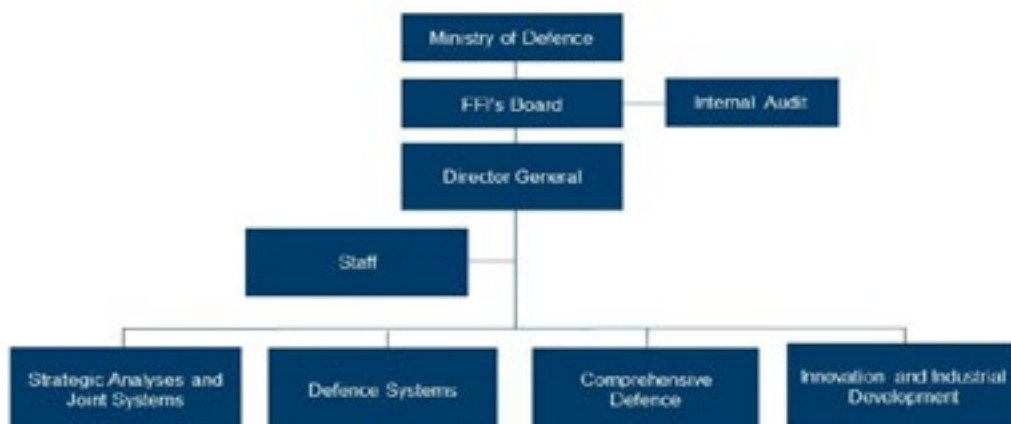 Ministry of Defence
FFI's Board
Internal Audit
Director General
Staff
Strategic Analyses and
Joint Systems
Defence Systems
Comprehensive
Defence
Innovation and Industrial
Development